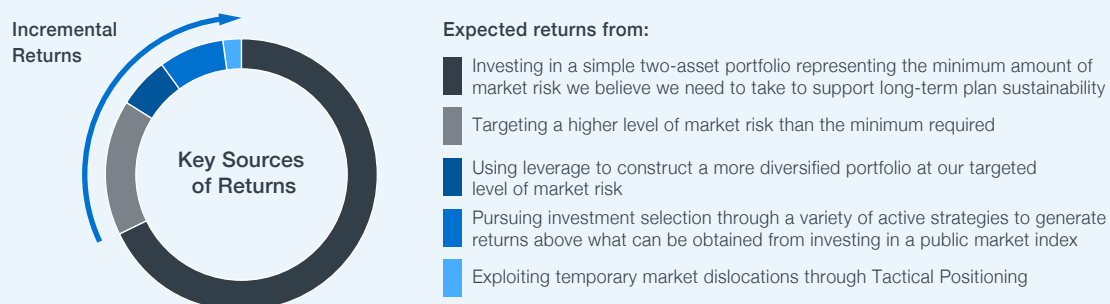 Incremental
Returns
Key Sources
of Returns
Expected returns from:
Investing in a simple two-asset portfolio representing the minimum amount of
market risk we believe we need to take to support long-term plan sustainability
Targeting a higher level of market risk than the minimum required
Using leverage to construct a more diversified portfolio at our targeted
level of market risk
Pursuing investment selection through a variety of active strategies to generate
returns above what can be obtained from investing in a public market index
Exploiting temporary market dislocations through Tactical Positioning